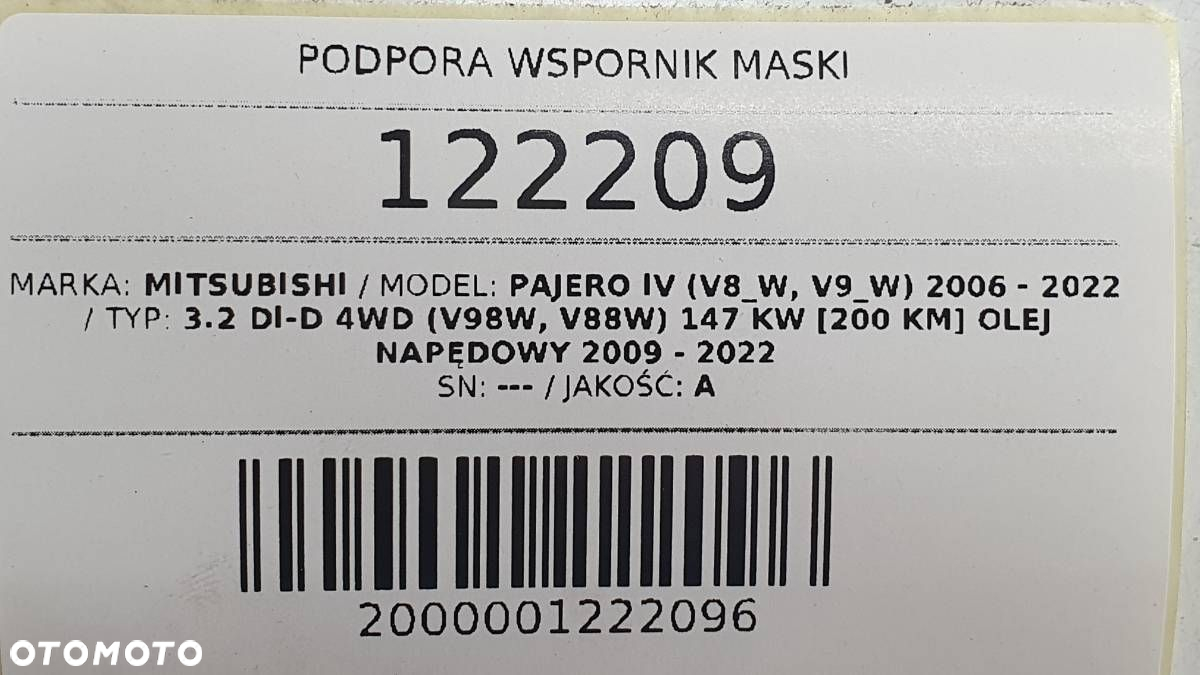 PODPORA WSPORNIK MASKI
122209
MARKA: MITSUBISHI / MODEL: PAJERO IV (V8_W, V9_W) 2006 - 2022
/ TYP: 3.2 DI-D 4WD (V98W, V88W) 147 KW [200 KM] OLEJ
NAPĘDOWY 2009 - 2022
SN: --- / JAKOŚĆ: A
2000001222096
OTOMOTO